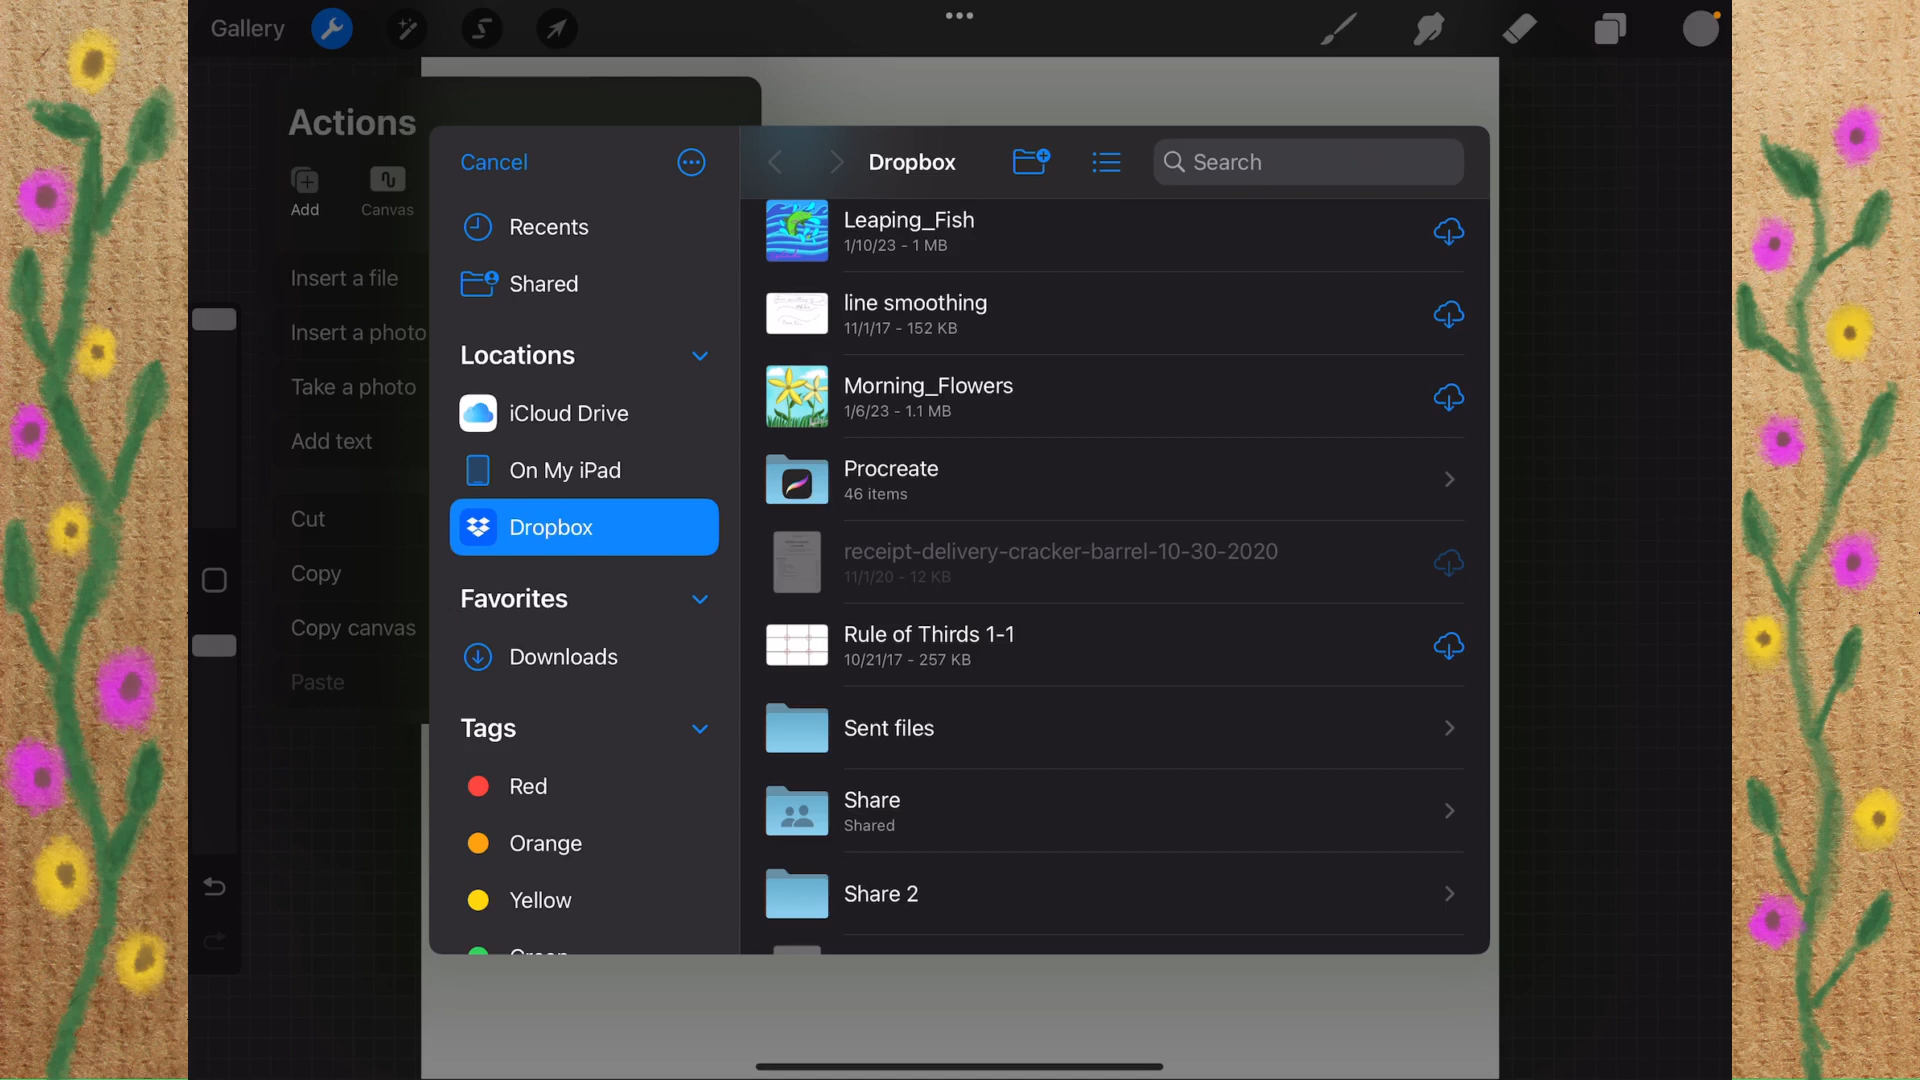 Gallery
Actions
Add
Canvas
Insert a file
Insert a photo
Take a photo
Add text
Cut
Copy
Copy canvas
Paste
Cancel
Recents
Shared
Locations
iCloud Drive
On My iPad
Dropbox
Favorites
Downloads
Tags
Red
Orange
Yellow
Green
Dropbox
Search
Leaping_Fish
1/10/23 - 1 MB
line smoothing
11/1/17 - 152 KB
Morning_Flowers
1/6/23 - 1.1 MB
Procreate
46 items
receipt-delivery-cracker-barrel-10-30-2020
11/1/20 - 12 KB
Rule of Thirds 1-1
10/21/17 - 257 KB
Sent files
Share
Shared
Share 2